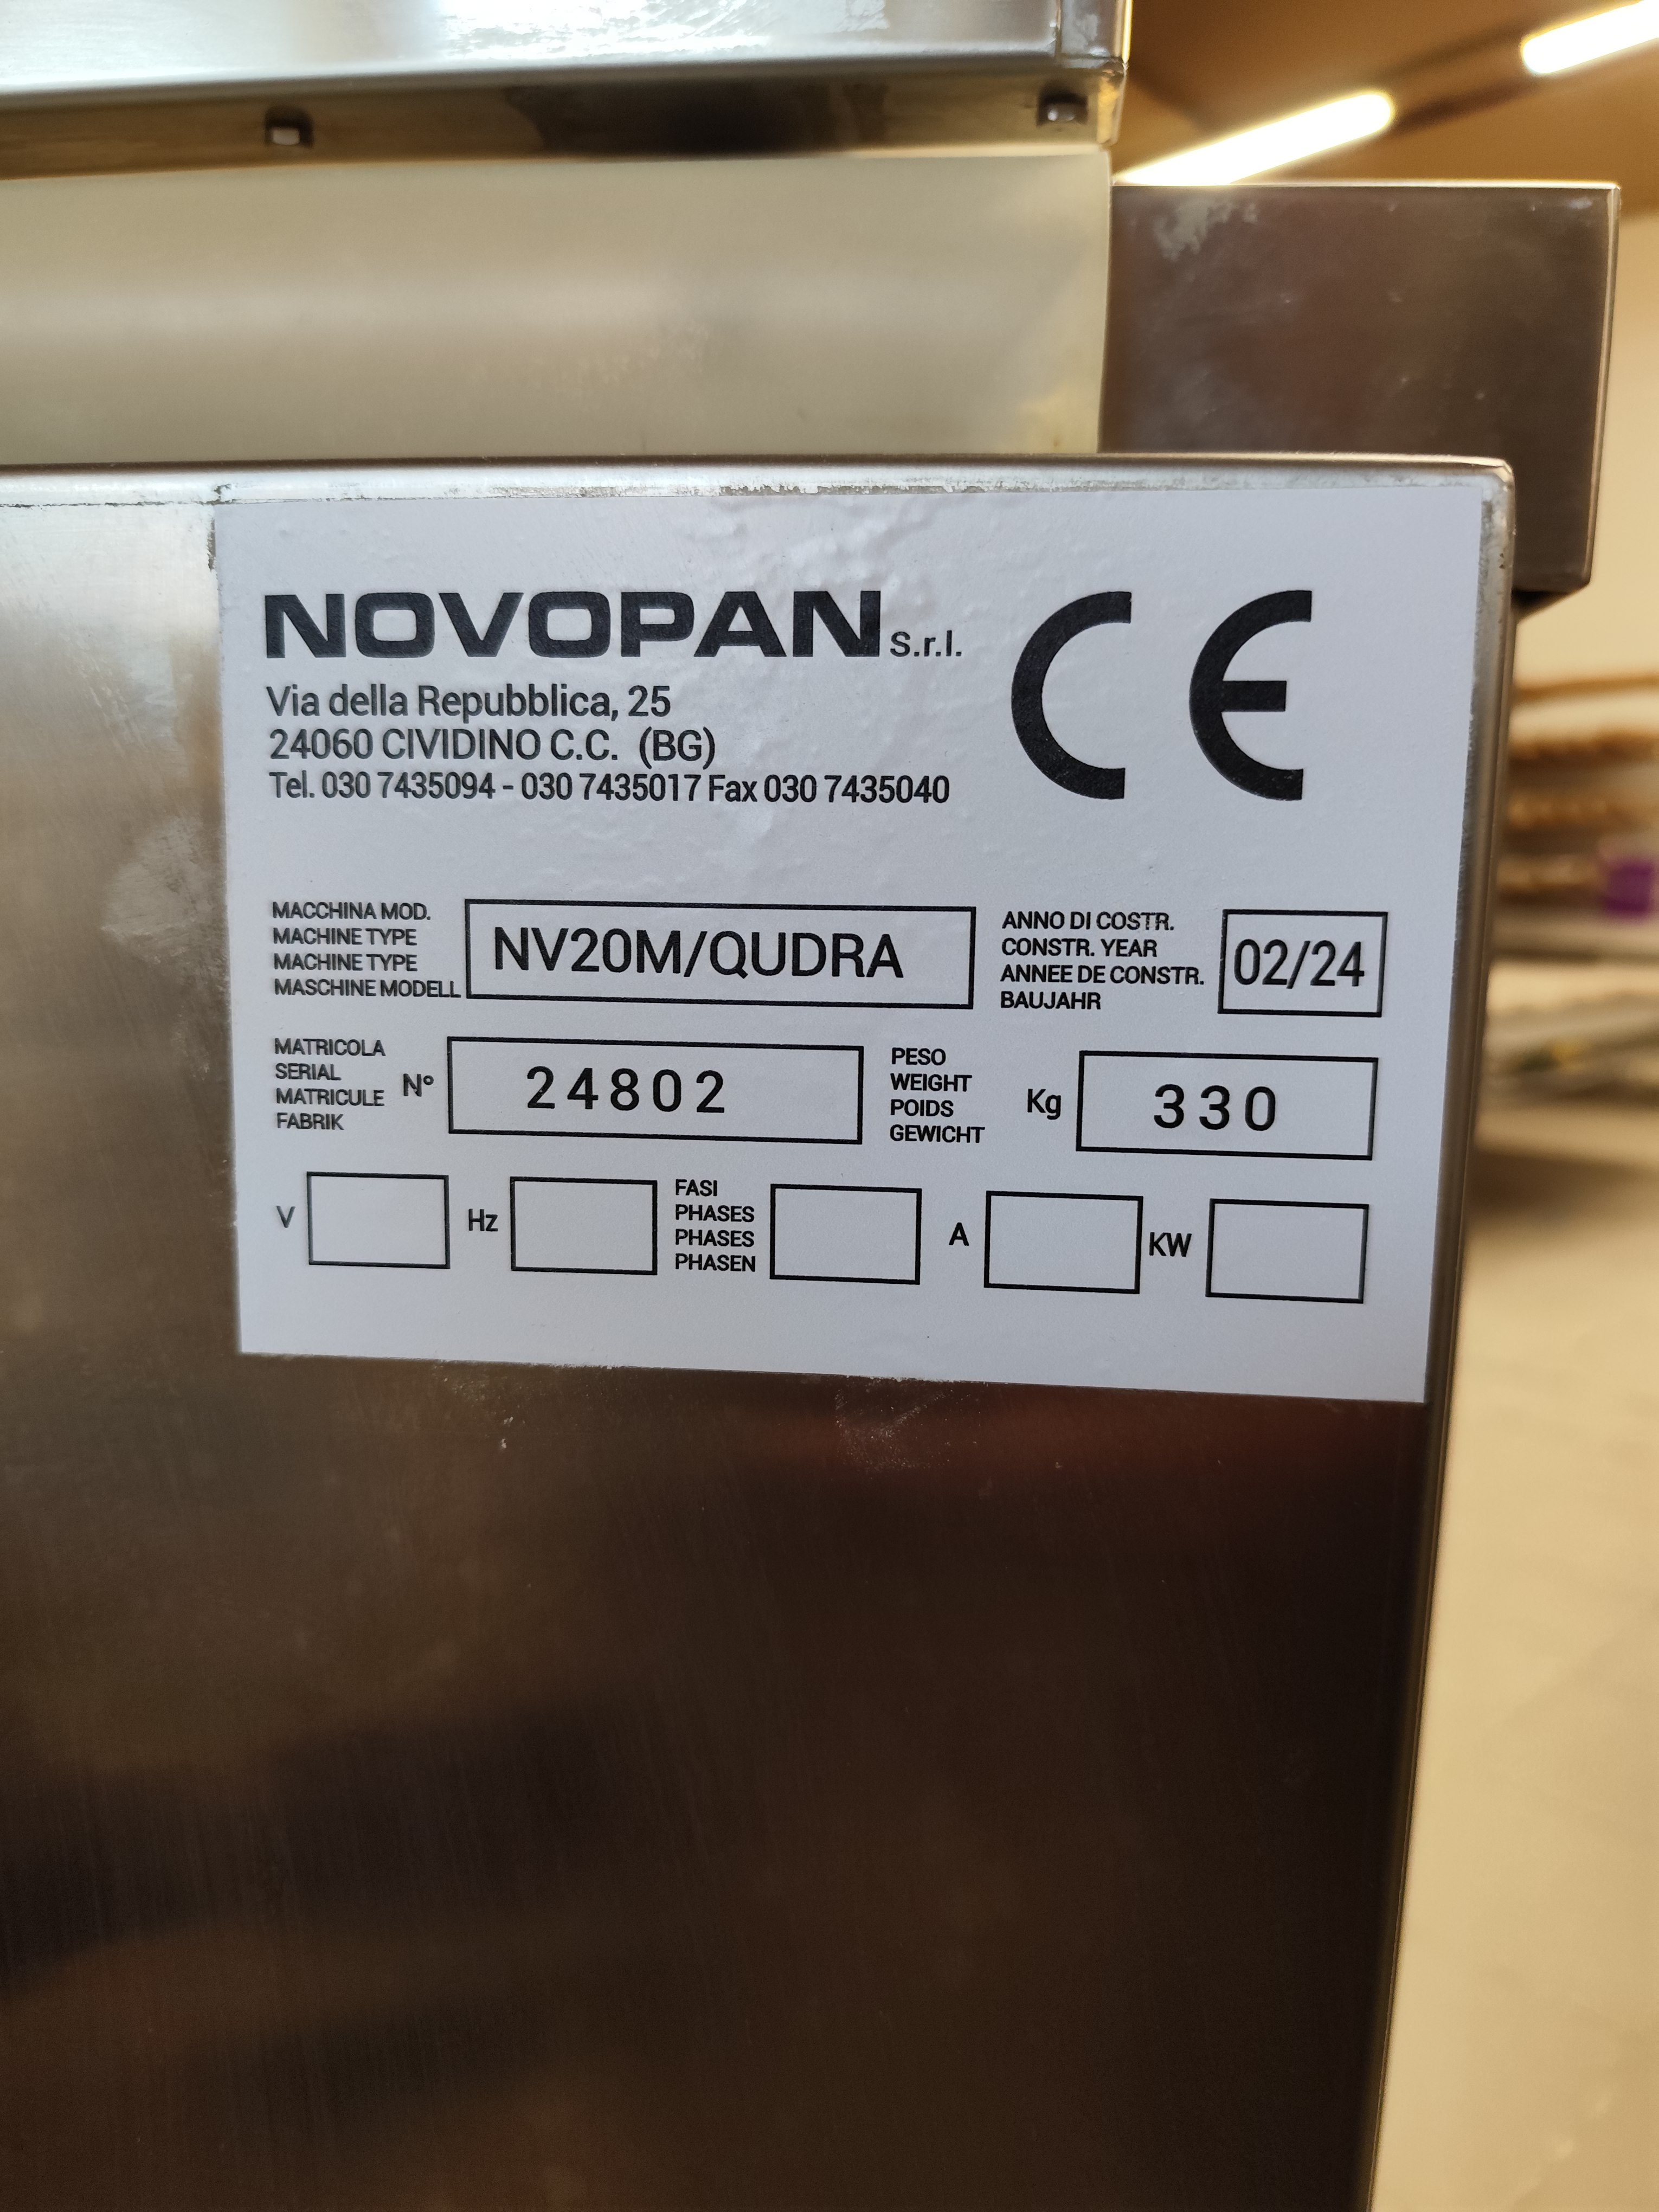 NOVOPAN S.r.l. CE
Via della Repubblica, 25
24060 CIVIDINO C.C. (BG)
Tel. 030 7435094 - 030 7435017 Fax 030 7435040
MACCHINA MOD.
MACHINE TYPE
MACHINE TYPE
MASCHINE MODELL
NV20M/QUDRA
ANNO DI COSTR.
CONSTR. YEAR
ANNEE DE CONSTR.
BAUJAHR
02/24
MATRICOLA
SERIAL
MATRICULE
FABRIK
N°
24802
PESO
WEIGHT
POIDS
GEWICHT
Kg
330
V
Hz
FASI
PHASES
PHASES
PHASEN
A
KW